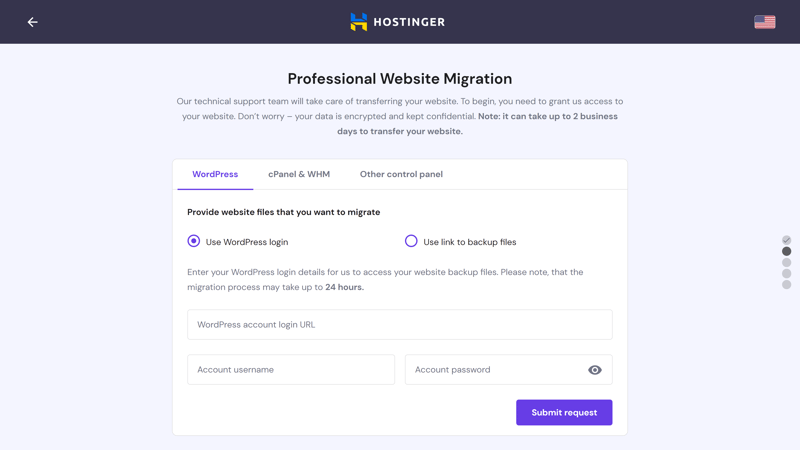 HOSTINGER
Professional Website Migration
Our technical support team will take care of transferring your website. To begin, you need to grant us access to
your website. Don't worry – your data is encrypted and kept confidential. Note: it can take up to 2 business
days to transfer your website.
WordPress cPanel & WHM Other control panel
Provide website files that you want to migrate
Use WordPress login Use link to backup files
Enter your WordPress login details for us to access your website backup files. Please note, that the
migration process may take up to 24 hours.
WordPress account login URL
Account username Account password
Submit request